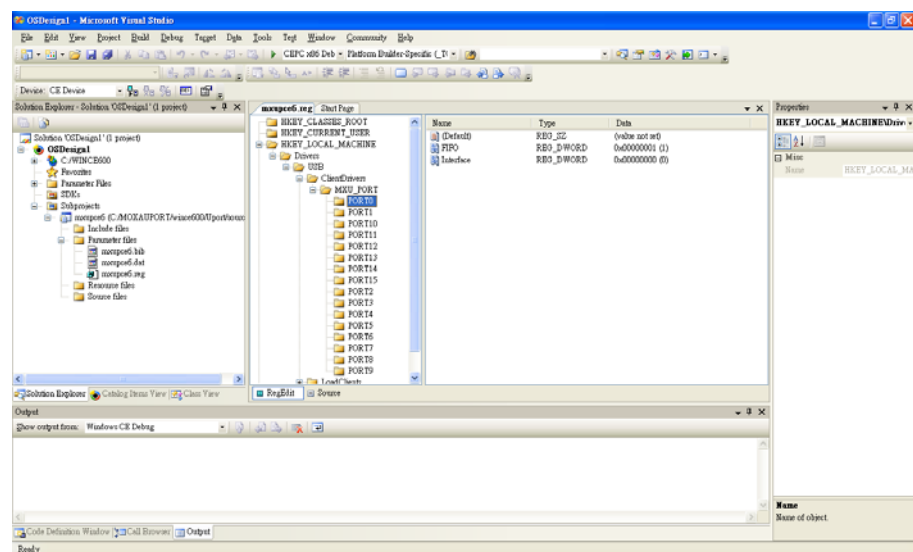 OSDesign1 - Microsoft Visual Studio
File Edit View Project Build Debug Target Data Tools Test Window Community Help
CEPC x86 Deb Platform Builder-Specific (_T(
Device: CE Device
Solution Explorer - Solution 'OSDesign1' (1 project)
Solution 'OSDesign1' (1 project)
OSDesign1
C:/WINCE600
Favorites
Parameter Files
SDKs
Subprojects
Include files
Parameter files
mxupce6.bib
mxupce6.dat
mxupce6.reg
Resource files
Source files
Solution Explorer Catalog Items View Class View
mxupce6.reg Start Page
HKEY_CLASSES_ROOT
HKEY_CURRENT_USER
HKEY_LOCAL_MACHINE
Drivers
USB
ClientDrivers
MXU_PORT
PORT0
PORT1
PORT10
PORT11
PORT12
PORT13
PORT14
PORT15
PORT2
PORT3
PORT4
PORT5
PORT6
PORT7
PORT8
PORT9
LoadClients
RegEdit Source
Name Type Data
(Default) REG_SZ (value not set)
FIFO REG_DWORD 0x00000001 (1)
Interface REG_DWORD 0x00000000 (0)
Properties
HKEY_LOCAL_MACHINE\Driv
Misc
Name HKEY_LOCAL_MA
Name
Name of object.
Output
Show output from: Windows CE Debug
Code Definition Window Call Browser Output
Ready